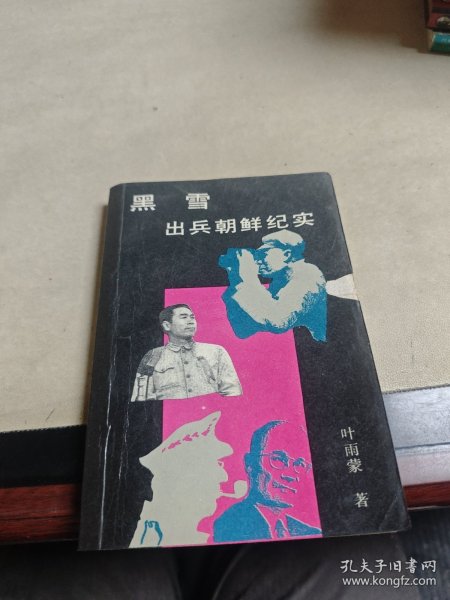 黑雪
出兵朝鲜纪实
叶雨蒙 著
孔夫子旧书网
www.kongfz.com